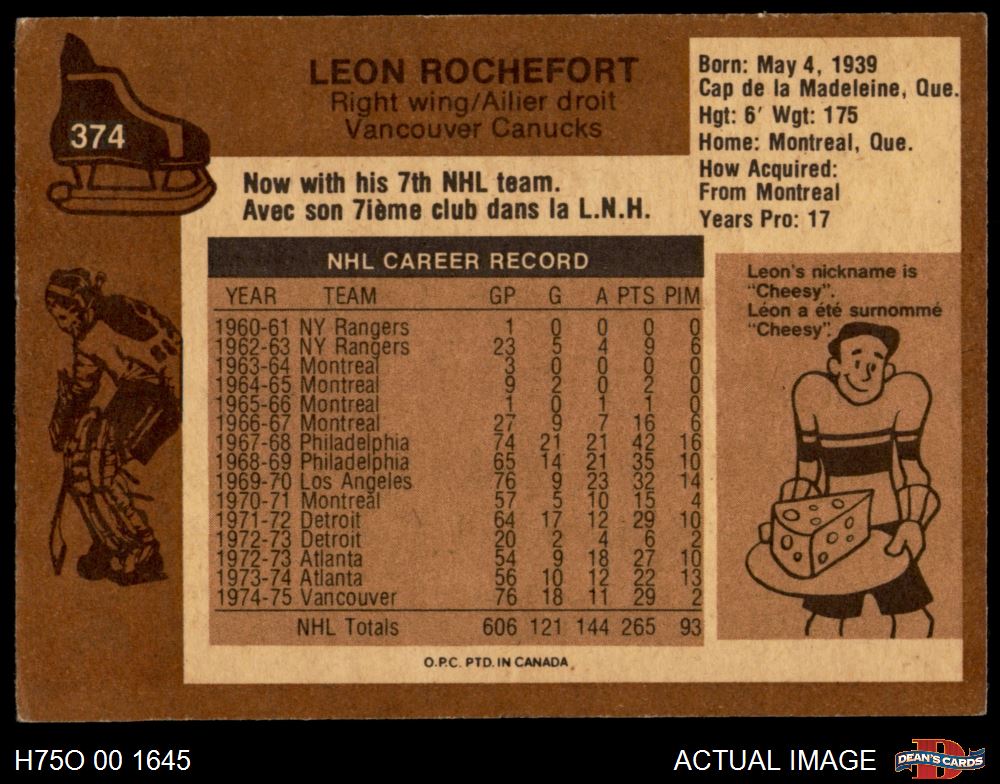 LEON ROCHEFORT
Right wing/Ailier droit
Vancouver Canucks
374
Born: May 4, 1939
Cap de la Madeleine, Que.
Hgt: 6' Wgt: 175
Home: Montreal, Que.
How Acquired:
From Montreal
Years Pro: 17
Now with his 7th NHL team.
Avec son 7ième club dans la L.N.H.
NHL CAREER RECORD
YEAR TEAM GP G A PTS PIM
1960-61 NY Rangers 1 0 0 0 0
1962-63 NY Rangers 23 5 4 9 6
1963-64 Montreal 3 0 0 0 0
1964-65 Montreal 9 2 0 2 0
1965-66 Montreal 1 0 1 1 0
1966-67 Montreal 27 9 7 16 6
1967-68 Philadelphia 74 21 21 42 16
1968-69 Philadelphia 65 14 21 35 10
1969-70 Los Angeles 76 9 23 32 14
1970-71 Montreal 57 5 10 15 4
1971-72 Detroit 64 17 12 29 10
1972-73 Detroit 20 2 4 6 2
1972-73 Atlanta 54 9 18 27 10
1973-74 Atlanta 56 10 12 22 13
1974-75 Vancouver 76 18 11 29 2
NHL Totals 606 121 144 265 93
Leon's nickname is
"Cheesy".
Léon a été surnommé
"Cheesy".
O.P.C. PTD. IN CANADA
H75O 00 1645
ACTUAL IMAGE
D
DEAN'S CARDS